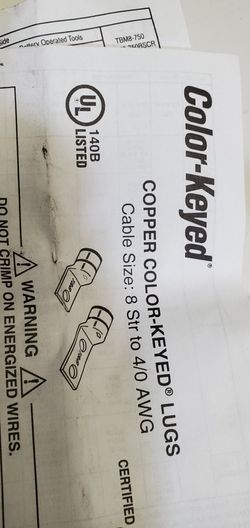 side
Battery Operated Tools
TBM8-750
Color-Keyed®
UL
140B
LISTED
COPPER COLOR-KEYED® LUGS
Cable Size: 8 Str to 4/0 AWG
CERTIFIED
WARNING
DO NOT CRIMP ON ENERGIZED WIRES.